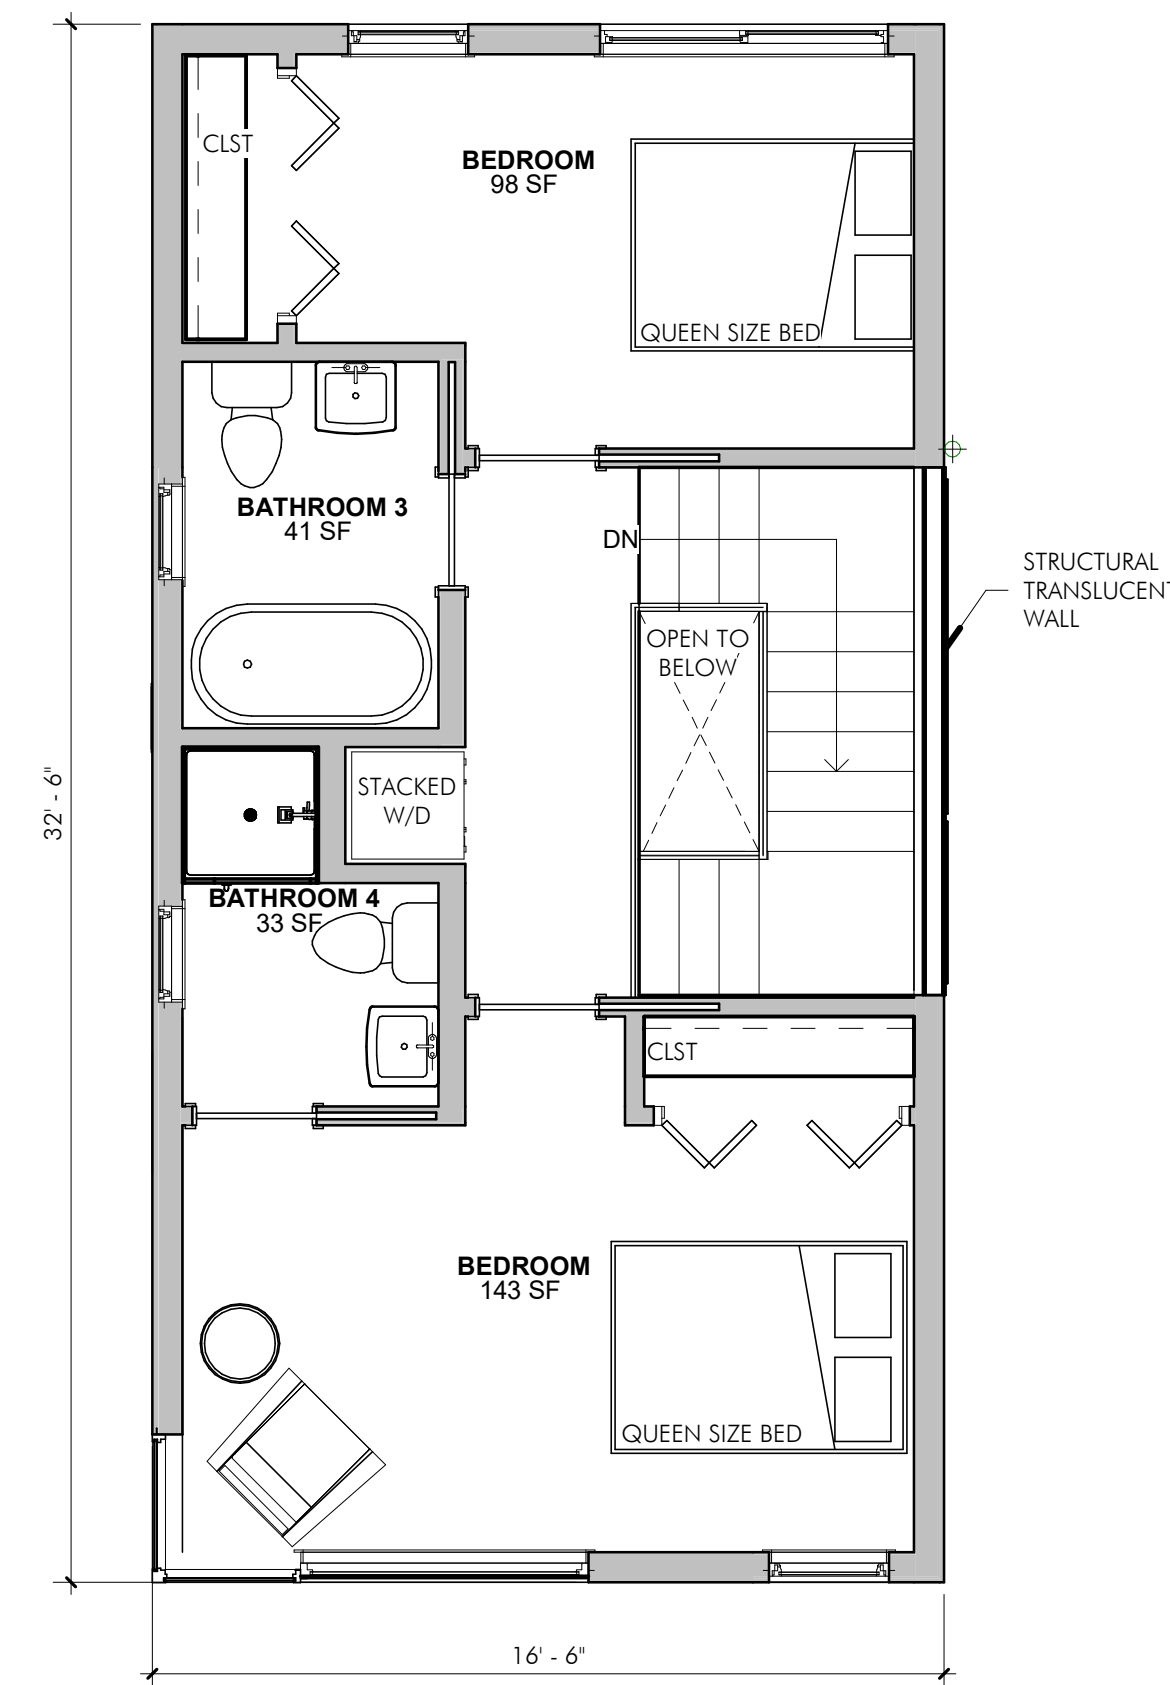 CLST
BEDROOM
98 SF
QUEEN SIZE BED
BATHROOM 3
41 SF
DN
STRUCTURAL
TRANSLUCENT
WALL
OPEN TO
BELOW
32' - 6"
STACKED
W/D
BATHROOM 4
33 SF
CLST
BEDROOM
143 SF
QUEEN SIZE BED
16' - 6"